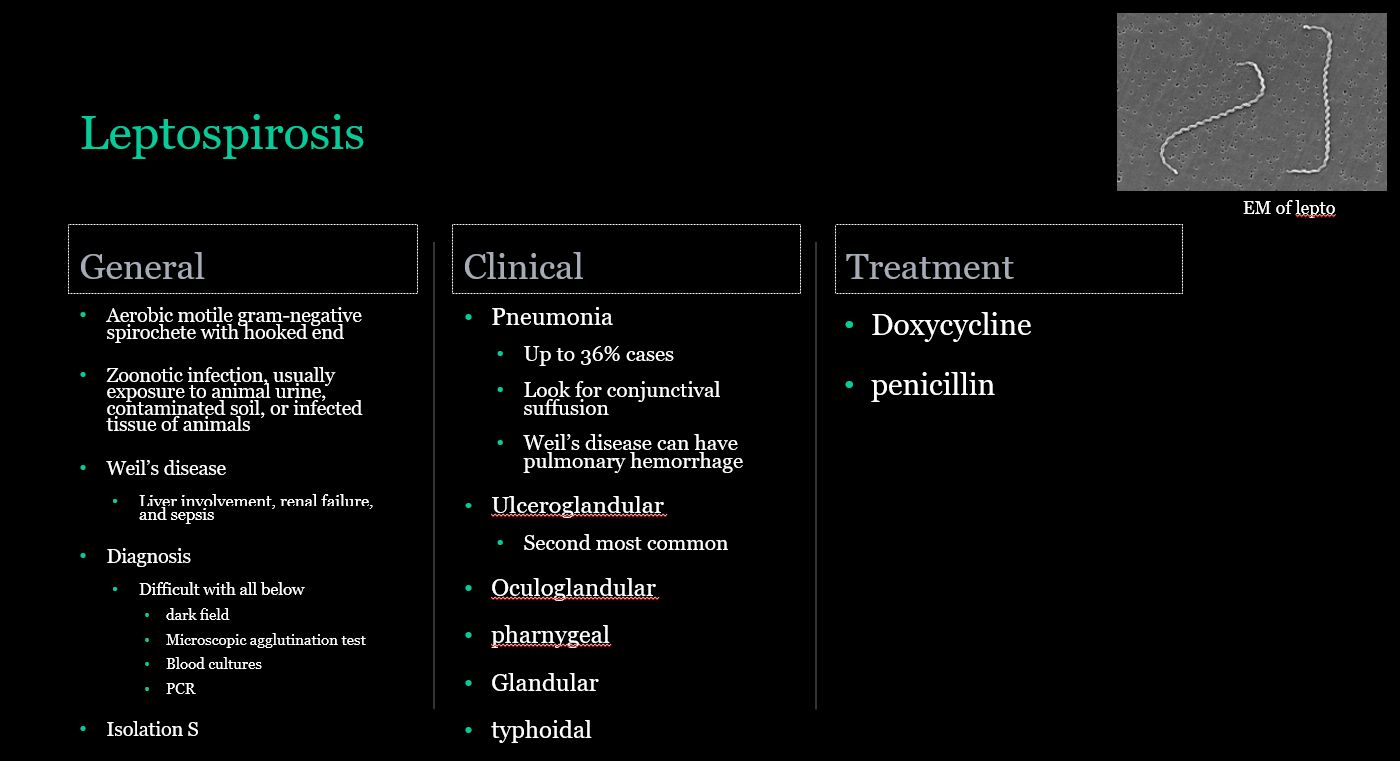 Leptospirosis
EM of lepto
General
Aerobic motile gram-negative
spirochete with hooked end
Zoonotic infection, usually
exposure to animal urine,
contaminated soil, or infected
tissue of animals
Weil's disease
Liver involvement, renal failure,
and sepsis
Diagnosis
Difficult with all below
dark field
Microscopic agglutination test
Blood cultures
PCR
Isolation S
Clinical
Pneumonia
Up to 36% cases
Look for conjunctival
suffusion
Weil's disease can have
pulmonary hemorrhage
Ulceroglandular
Second most common
Oculoglandular
pharnygeal
Glandular
typhoidal
Treatment
Doxycycline
penicillin